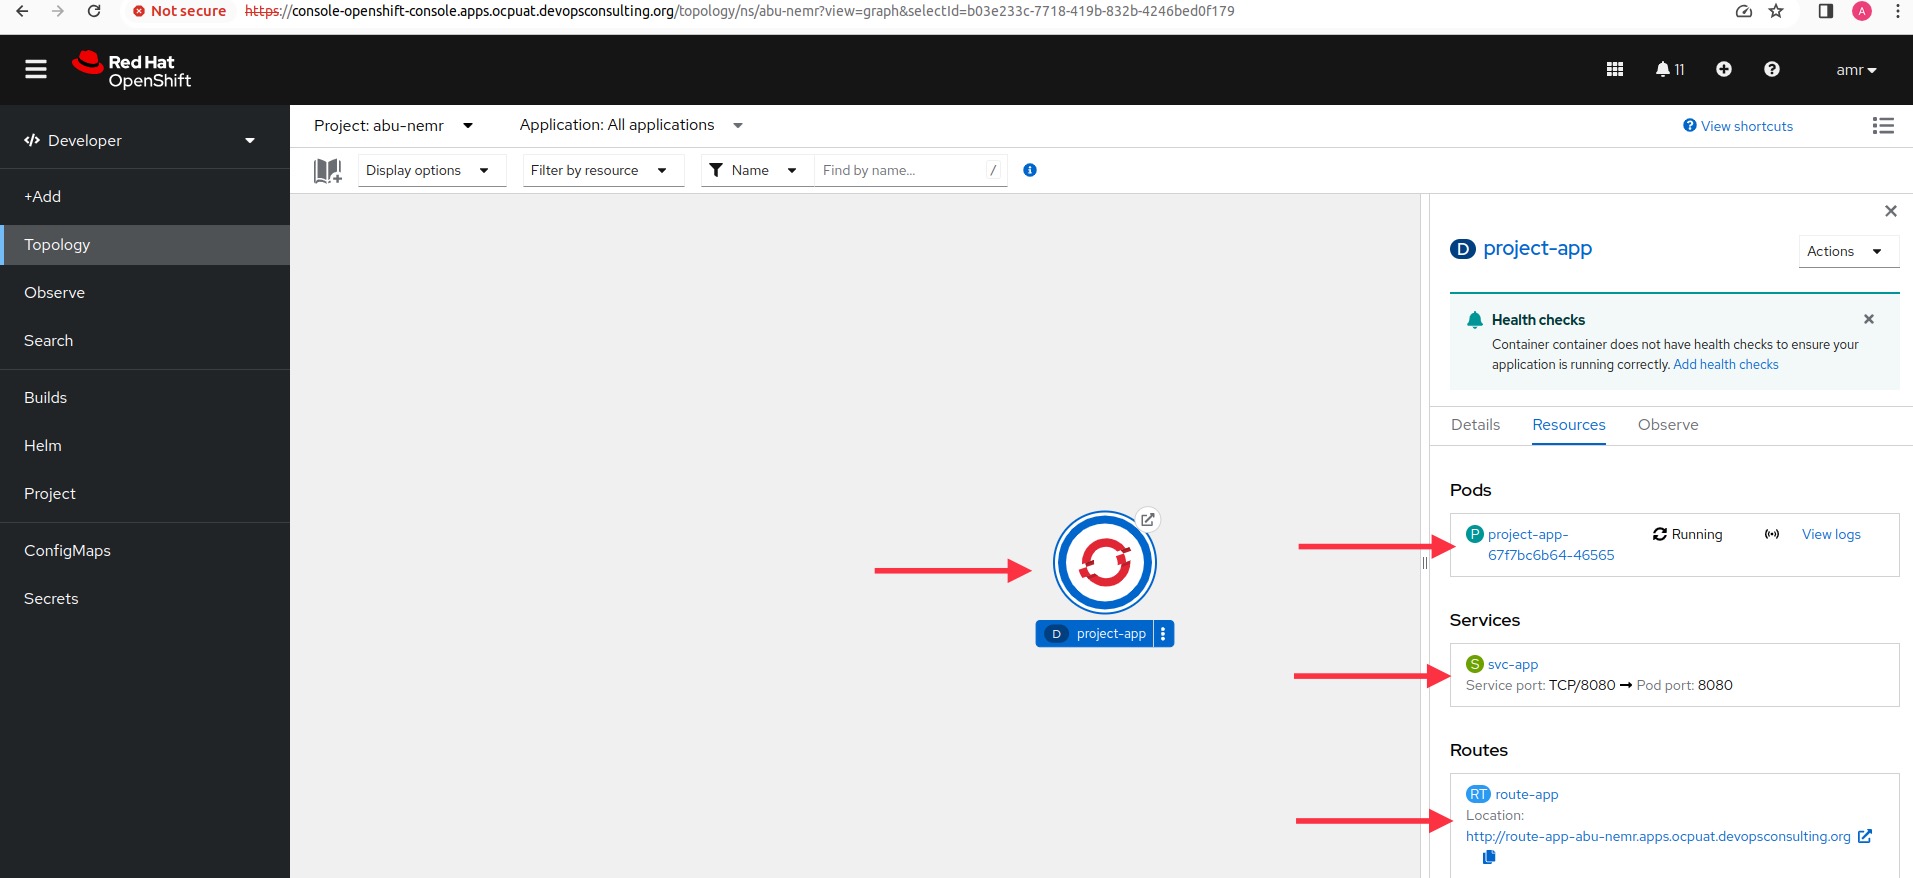 Not secure https://console-openshift-console.apps.ocpuat.devopsconsulting.org/topology/ns/abu-nemr?view=graph&selectId=b03e233c-7718-419b-832b-4246bed0f179
A
Red Hat
OpenShift
11
amr
Developer
+Add
Topology
Observe
Search
Builds
Helm
Project
ConfigMaps
Secrets
Project: abu-nemr
Application: All applications
View shortcuts
Display options
Filter by resource
Name
Find by name...
/
D project-app
D project-app
Actions
Health checks
Container container does not have health checks to ensure your
application is running correctly. Add health checks
Details Resources Observe
Pods
P project-app-
67f7bc6b64-46565
Running
View logs
Services
S svc-app
Service port: TCP/8080 → Pod port: 8080
Routes
RT route-app
Location:
http://route-app-abu-nemr.apps.ocpuat.devopsconsulting.org